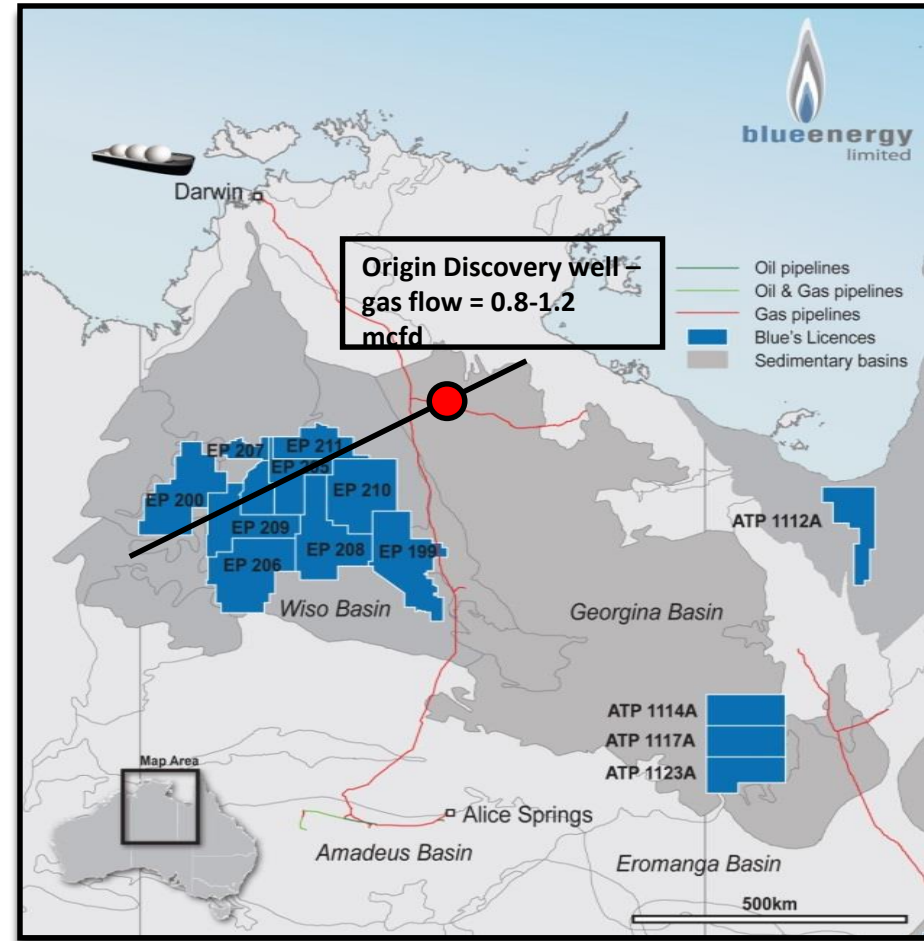 blueenergy
limited
Darwin
Origin Discovery well –
gas flow = 0.8-1.2
mcfd
Oil pipelines
Oil & Gas pipelines
Gas pipelines
Blue's Licences
Sedimentary basins
EP 207
EP 211
EP 205
EP 200
EP 210
EP 209
EP 208
EP 199
EP 206
Wiso Basin
Georgina Basin
ATP 1112A
ATP 1114A
ATP 1117A
ATP 1123A
Map Area
Alice Springs
Amadeus Basin
Eromanga Basin
500km